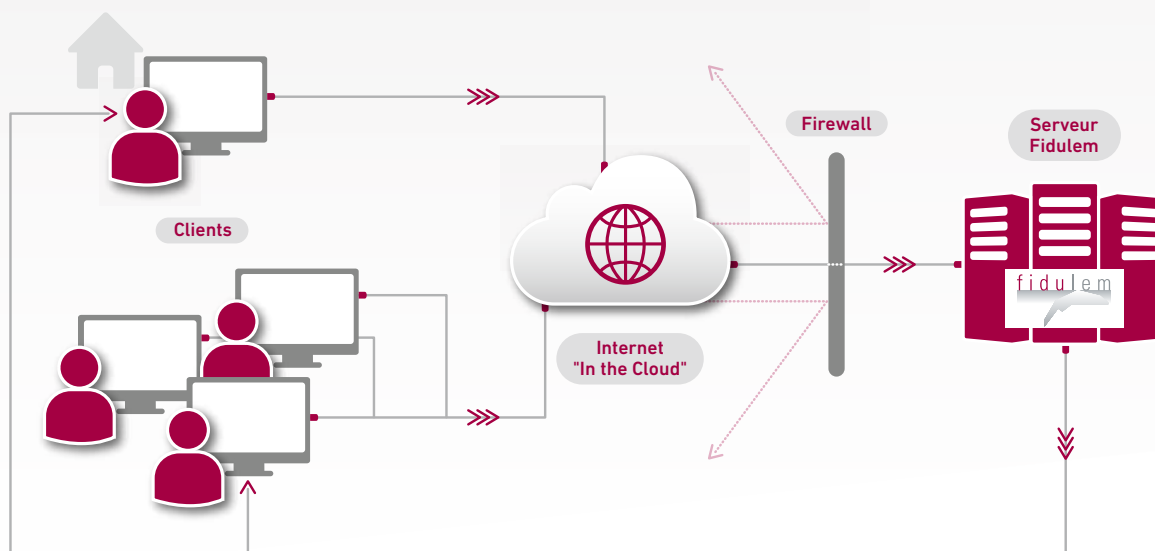 Firewall
Serveur
Fidulem
Clients
fidulem
Internet
"In the Cloud"